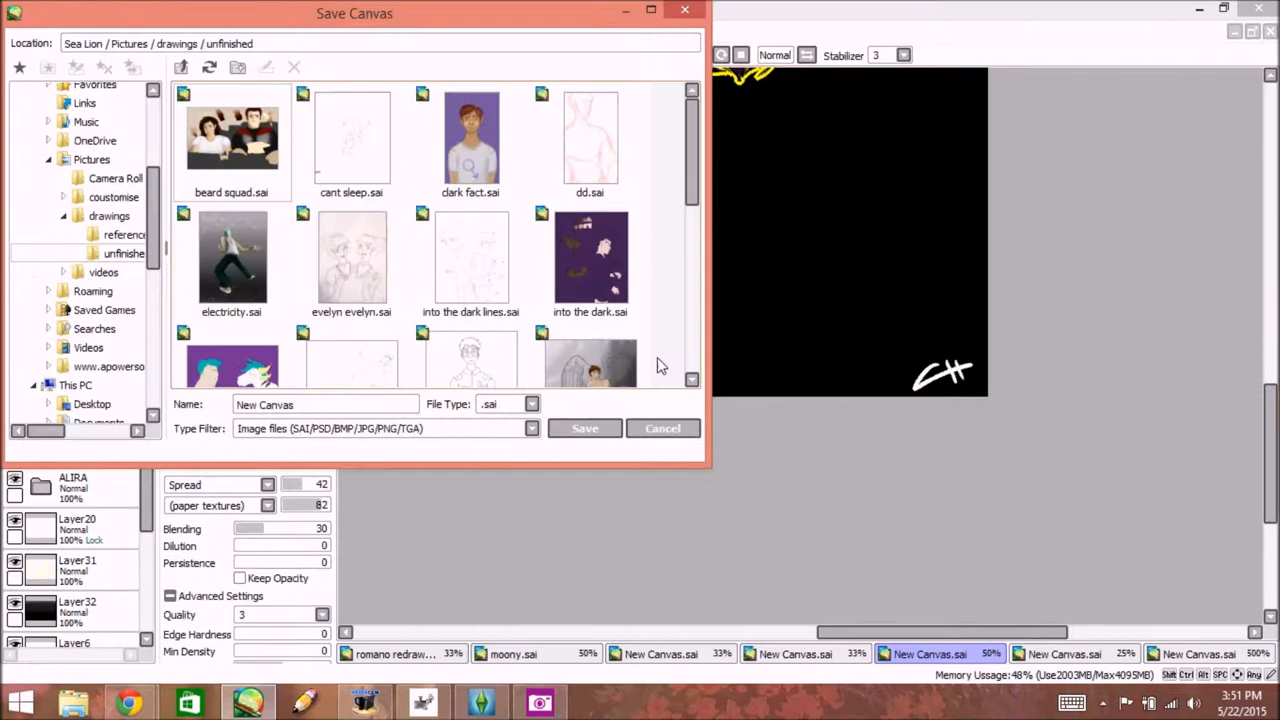 Save Canvas
Location: Sea Lion / Pictures / drawings / unfinished
Normal Stabilizer 3
Favorites
Links
Music
OneDrive
Pictures
Camera Roll
coustomise
drawings
reference
unfinishe
videos
Roaming
Saved Games
Searches
Videos
www.apowerso
This PC
Desktop
Documents
beard squad.sai cant sleep.sai clark fact.sai dd.sai
electricity.sai evelyn evelyn.sai into the dark lines.sai into the dark.sai
CH
Name: New Canvas File Type: .sai
Type Filter: Image files (SAI/PSD/BMP/JPG/PNG/TGA) Save Cancel
ALIRA
Normal
100%
Layer20
Normal
100% Lock
Layer31
Normal
100%
Layer32
Normal
100%
Layer6
Spread 42
(paper textures) 82
Blending 30
Dilution 0
Persistence 0
Keep Opacity
Advanced Settings
Quality 3
Edge Hardness 0
Min Density 0
romano redraw... 33% moony.sai 50% New Canvas.sai 33% New Canvas.sai 33% New Canvas.sai 50% New Canvas.sai 25% New Canvas.sai 500%
Memory Ussage:48% (Use2003MB/Max4095MB) Shift Ctrl Alt SPC Any
3:51 PM
5/22/2015